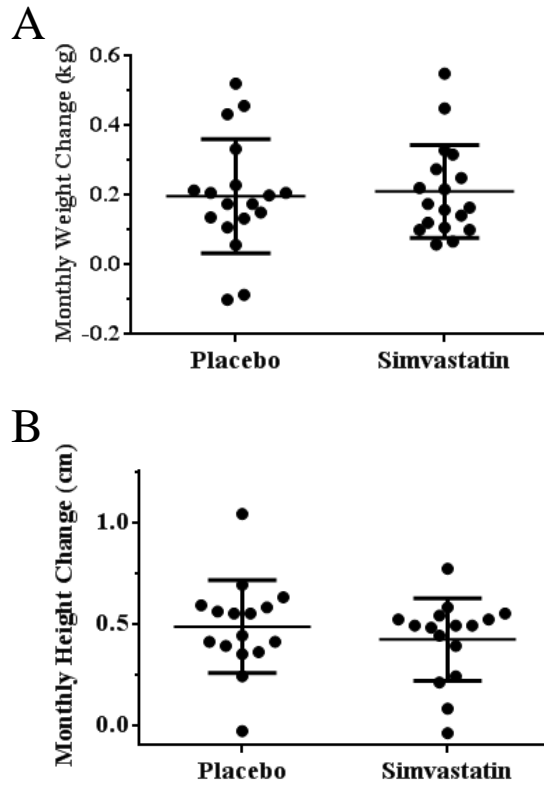 A
Monthly Weight Change (kg)
0.6
0.4
0.2
0.0
-0.2
Placebo Simvastatin
B
Monthly Height Change (cm)
1.0
0.5
0.0
Placebo Simvastatin